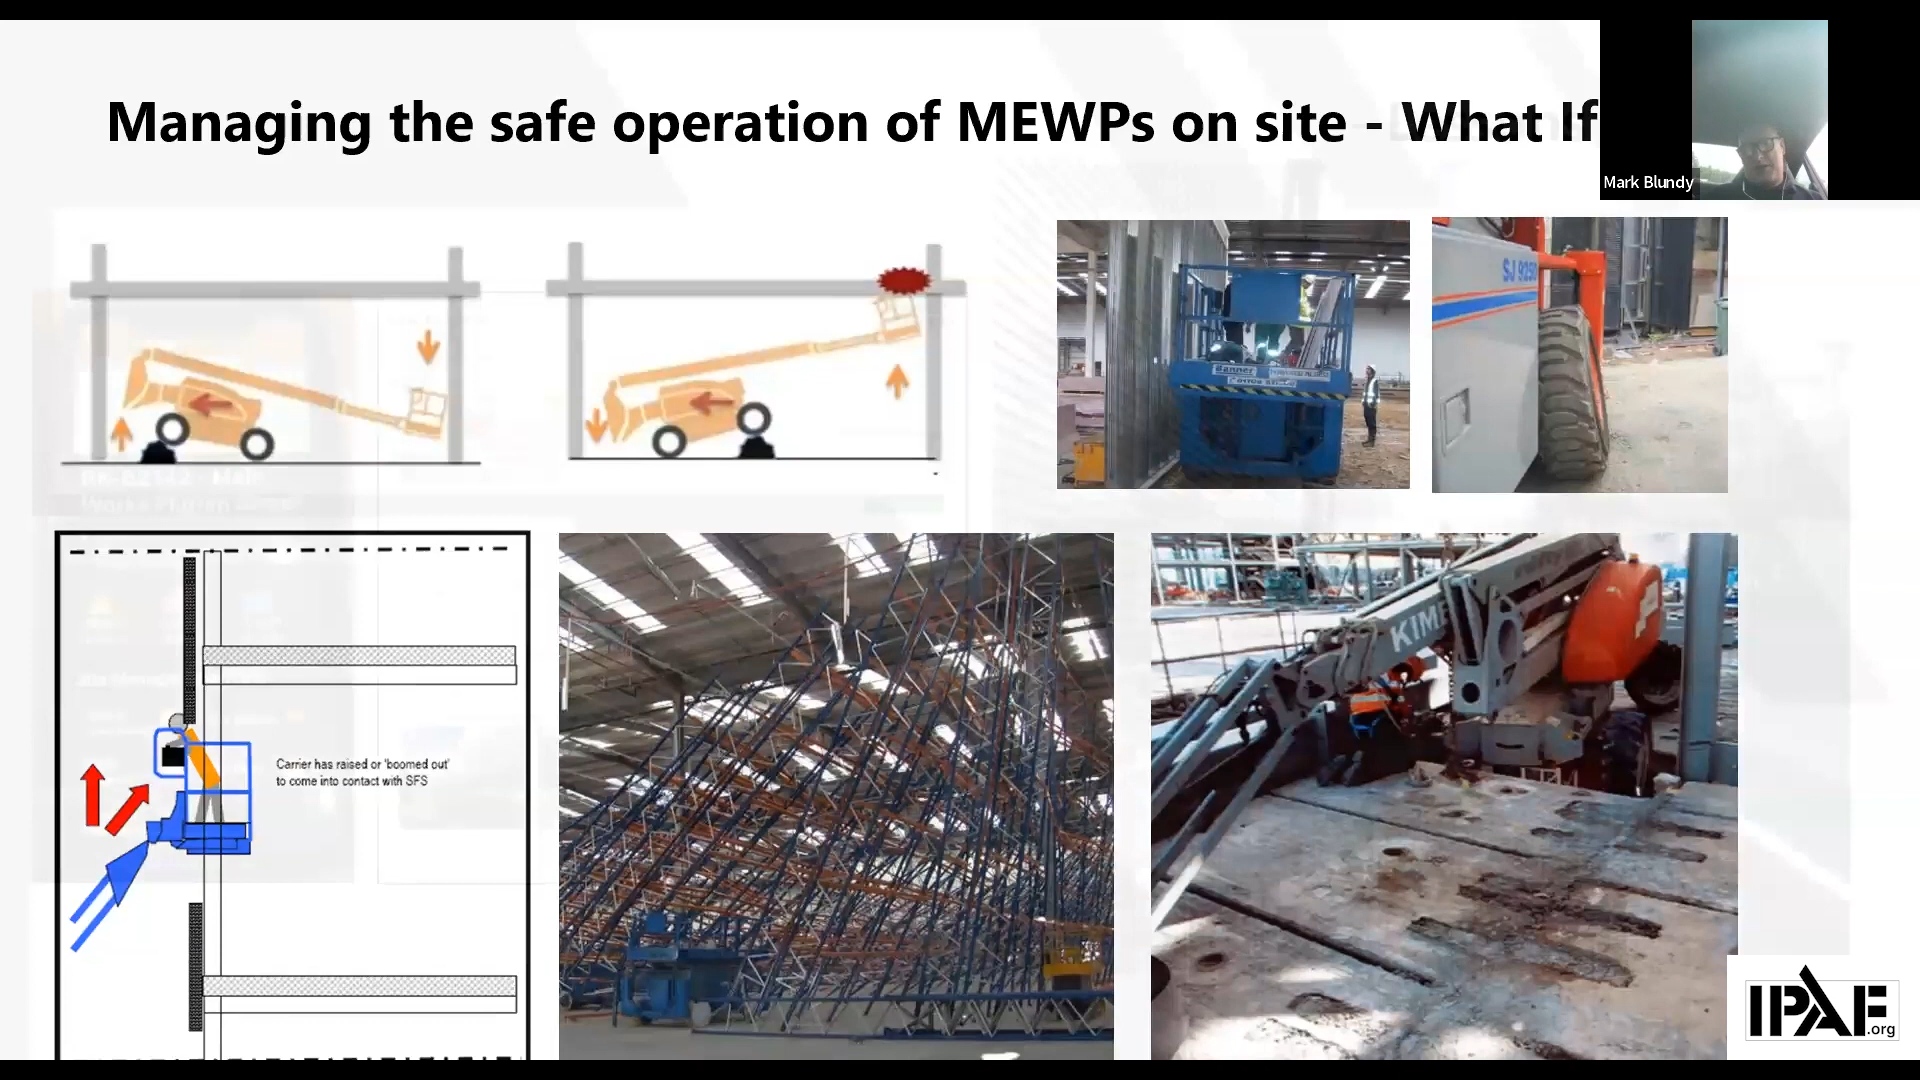 Managing the safe operation of MEWPs on site - What If
Mark Blundy
SJ 9250
Banner
Carrier has raised or 'boomed out'
to come into contact with SFS
KIM
IPAF
.org